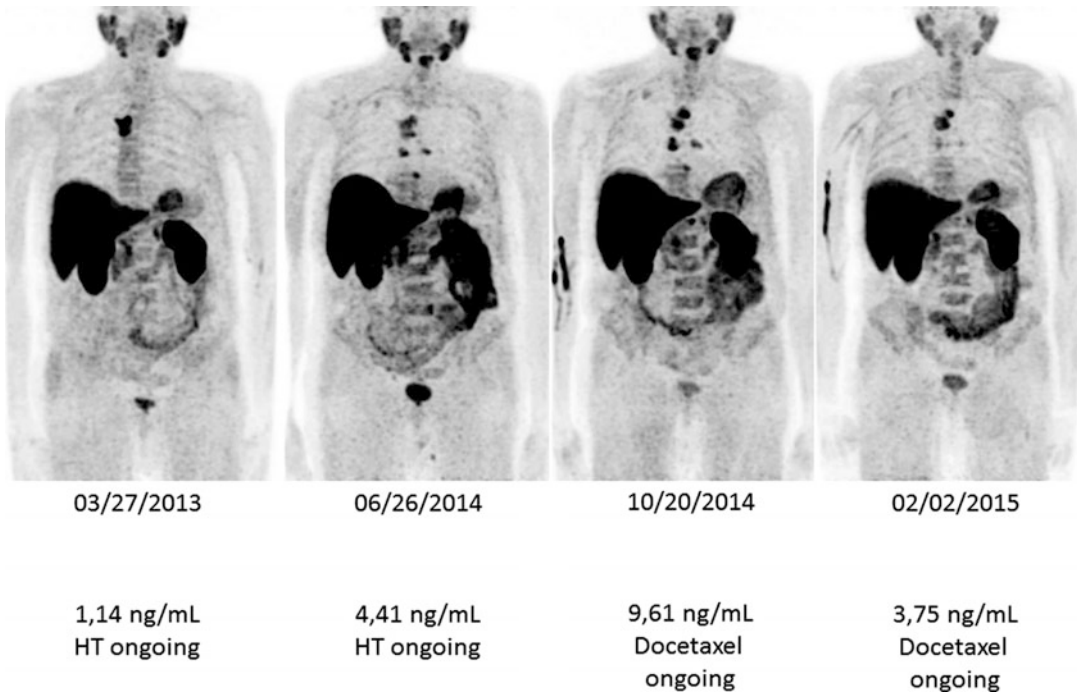 03/27/2013
06/26/2014
10/20/2014
02/02/2015
1,14 ng/mL
HT ongoing
4,41 ng/mL
HT ongoing
9,61 ng/mL
Docetaxel
ongoing
3,75 ng/mL
Docetaxel
ongoing